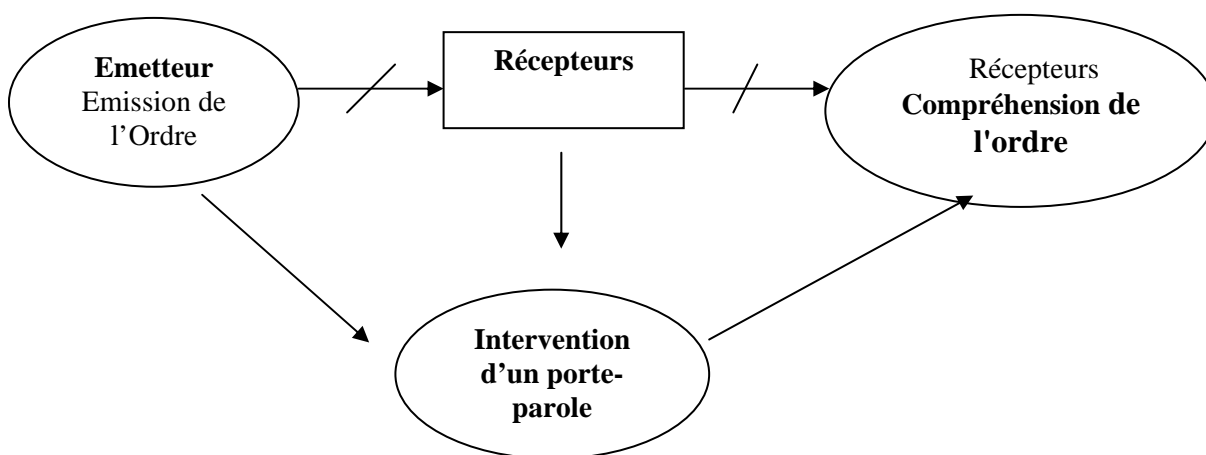 Emetteur
Emission de
l’Ordre
Récepteurs
Récepteurs
Compréhension de
l'ordre
Intervention
d’un porte-
parole